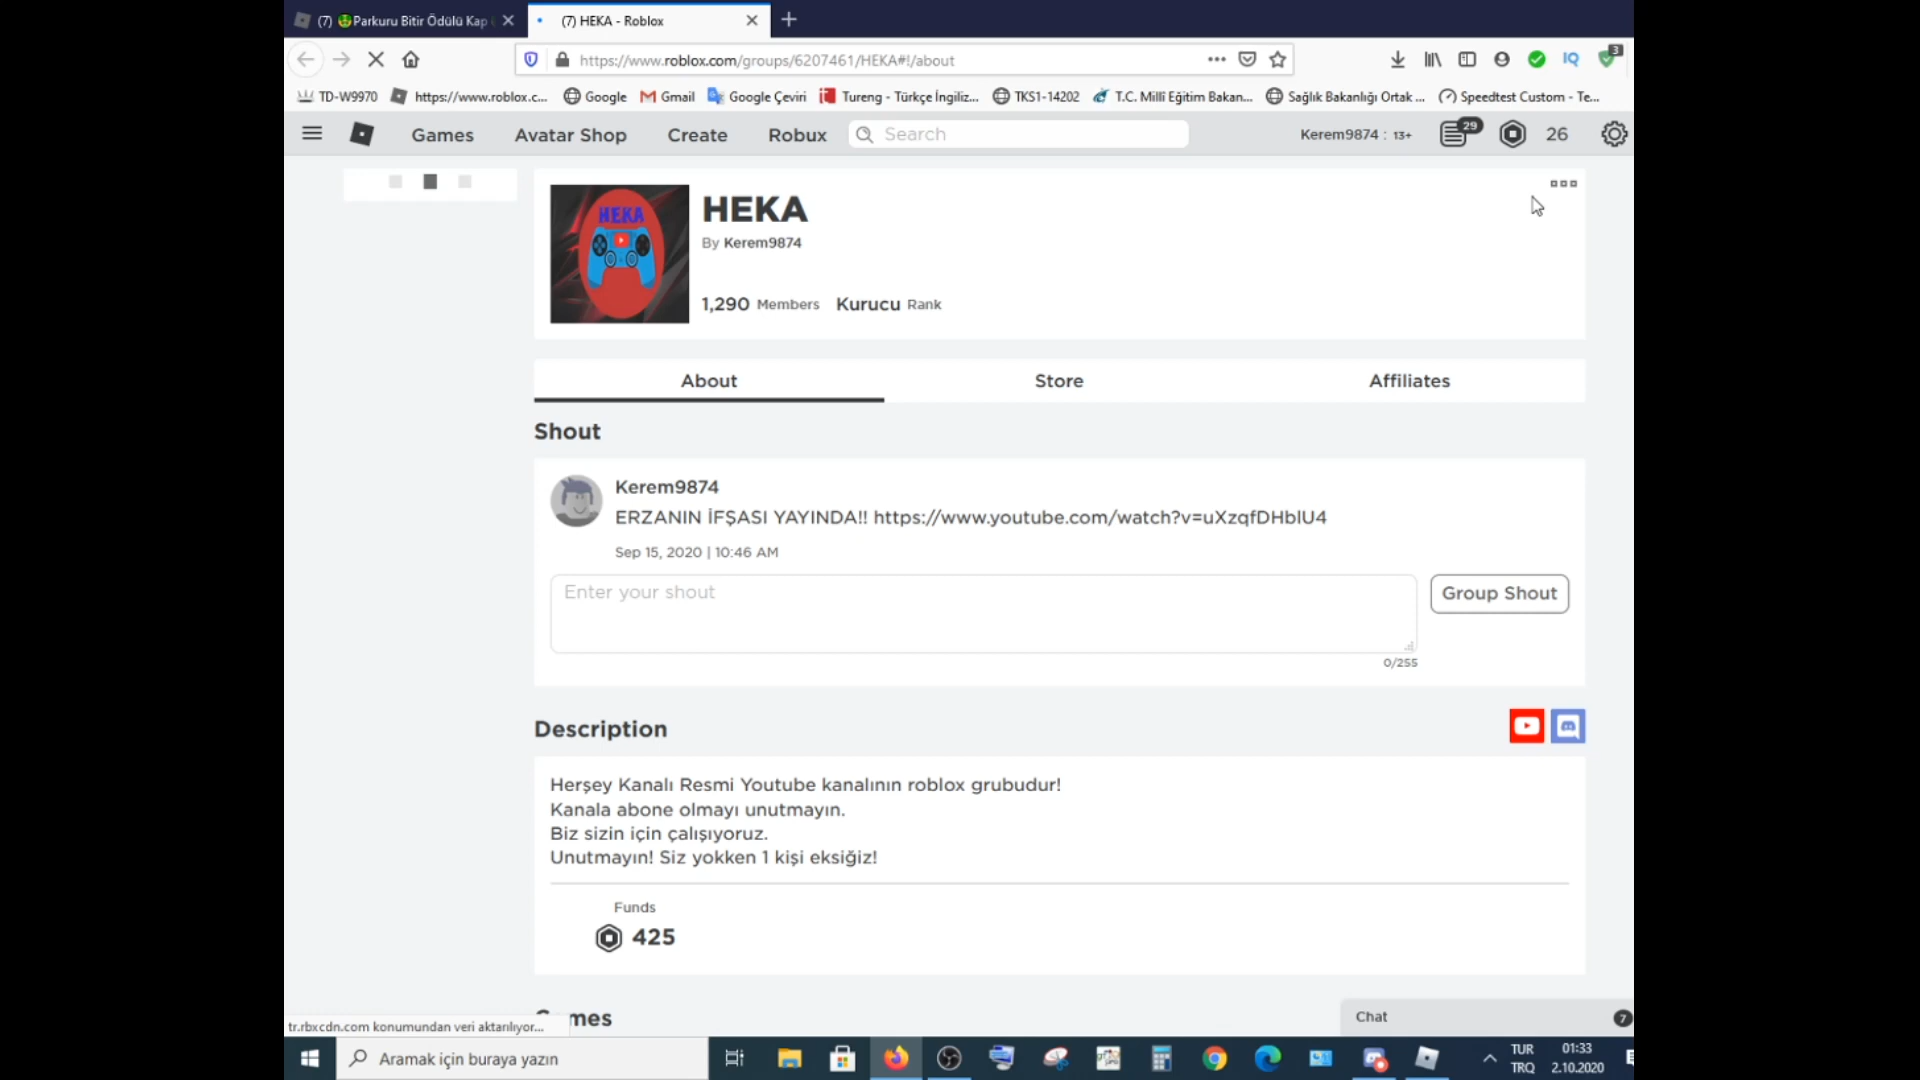 (7) Parkuru Bitir Ödülü Kap
(7) HEKA - Roblox
https://www.roblox.com/groups/6207461/HEKA#!/about
IQ
3
TD-W9970
https://www.roblox.c...
Google
Gmail
Google Çeviri
Tureng - Türkçe İngiliz...
TKS1-14202
T.C. Millî Eğitim Bakan...
Sağlık Bakanlığı Ortak ...
Speedtest Custom - Te...
Games
Avatar Shop
Create
Robux
Search
Kerem9874 : 13+
29
26
HEKA
HEKA
By Kerem9874
1,290 Members
Kurucu Rank
About
Store
Affiliates
Shout
Kerem9874
ERZANIN İFŞASI YAYINDA!! https://www.youtube.com/watch?v=uXzqfDHblU4
Sep 15, 2020 | 10:46 AM
Enter your shout
Group Shout
0/255
Description
Herşey Kanalı Resmi Youtube kanalının roblox grubudur!
Kanala abone olmayı unutmayın.
Biz sizin için çalışıyoruz.
Unutmayın! Siz yokken 1 kişi eksiğiz!
Funds
425
mes
Chat
7
tr.rbxcdn.com konumundan veri aktarılıyor...
Aramak için buraya yazın
TUR
TRQ
01:33
2.10.2020